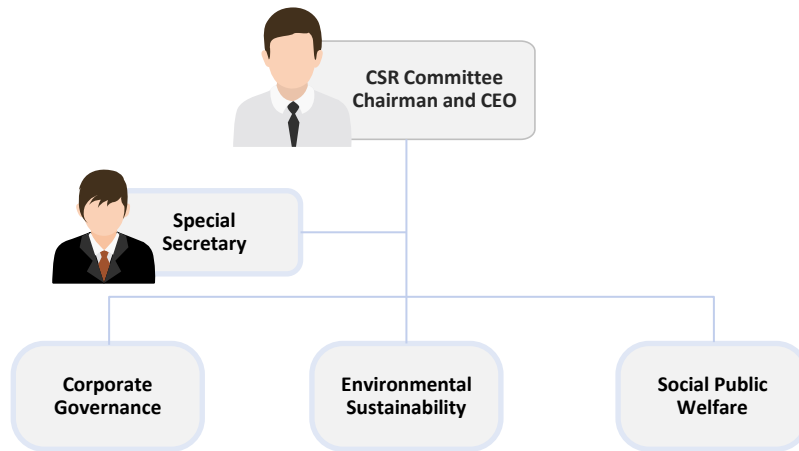 CSR Committee
Chairman and CEO
Special
Secretary
Corporate
Governance
Environmental
Sustainability
Social Public
Welfare